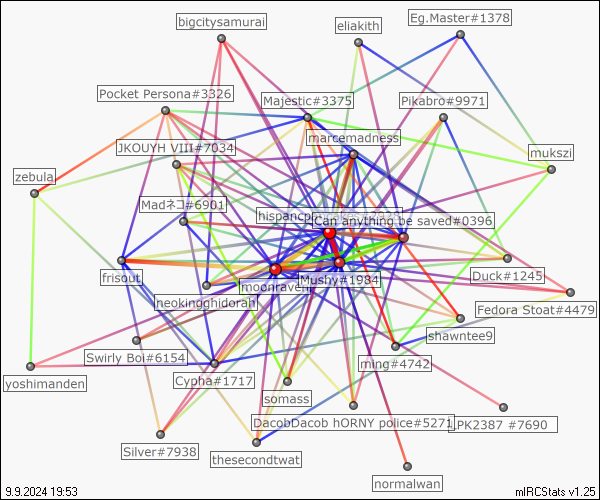 bigcitysamurai
eliakith
Eg.Master#1378
Pocket Persona#3326
Majestic#3375
Pikabro#9971
marcemadness
JKOUYH VIII#7034
mukszi
zebula
Madネコ#6901
Can anything be saved#0396
frisout
moonraven
Mushy#1984
Duck#1245
neokingghidorah
Fedora Stoat#4479
shawntee9
Swirly Boi#6154
ming#4742
Cypha#1717
yoshimanden
somass
DacobDacob hORNY police#5271
PK2387 #7690
Silver#7938
thesecondtwat
normalwan
9.9.2024 19:53
mIRCStats v1.25